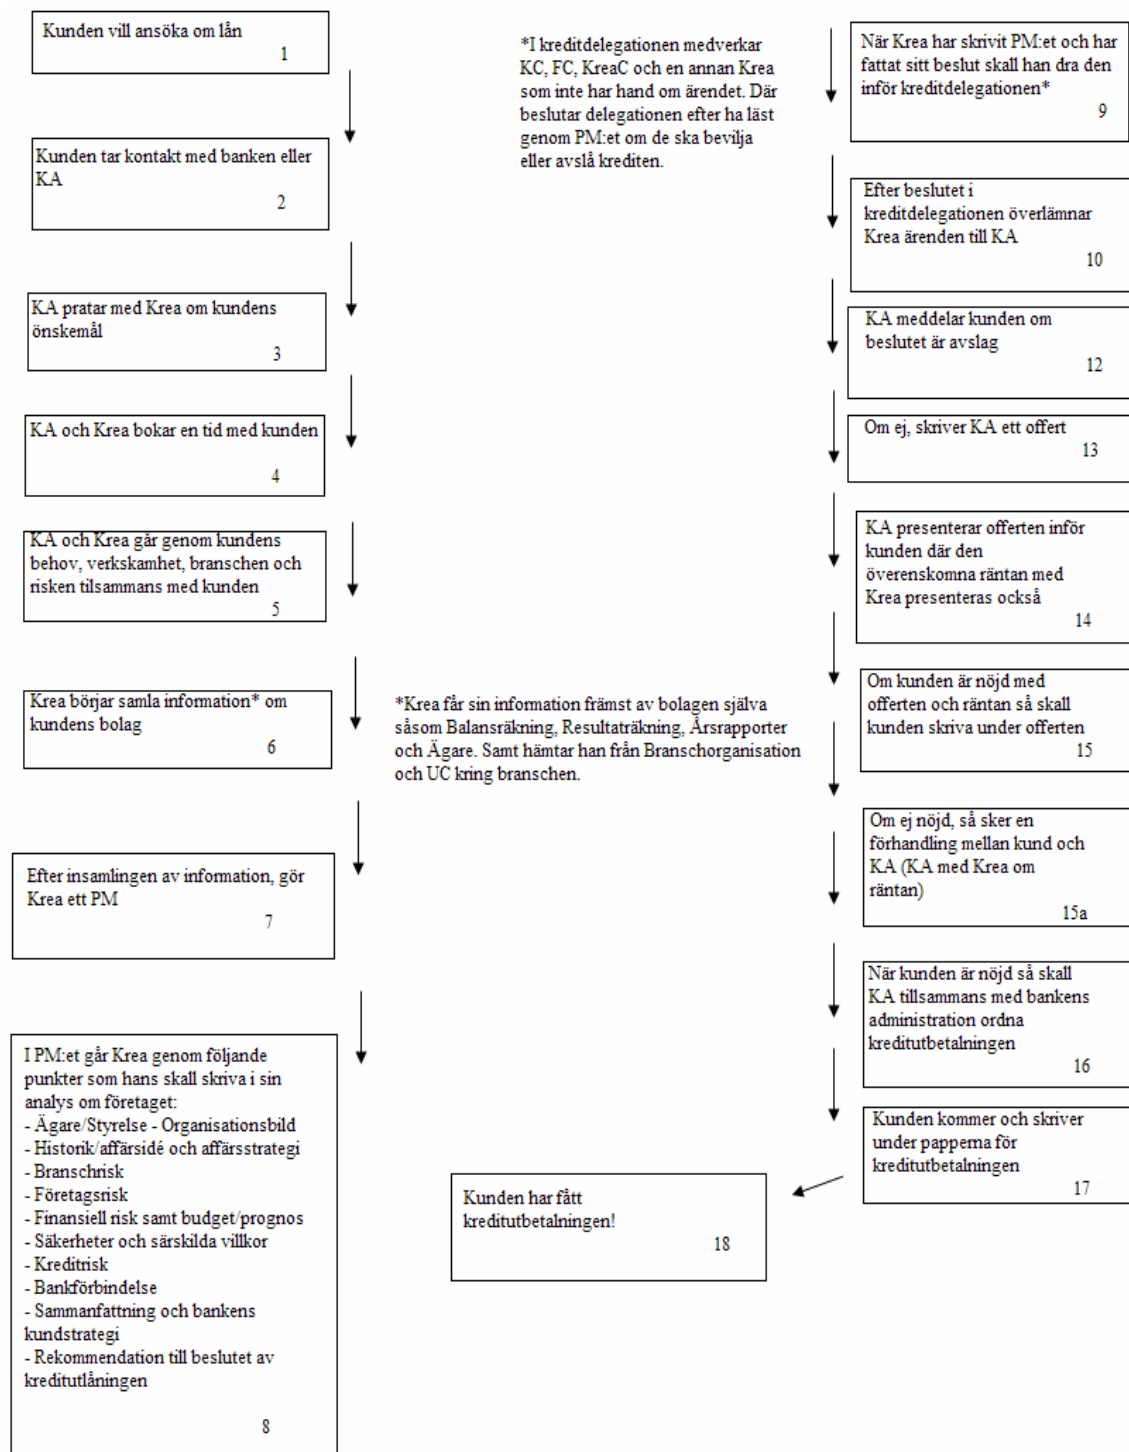 Kunden vill ansöka om lån
1
Kunden tar kontakt med banken eller
KA
2
KA pratar med Krea om kundens
önskemål
3
KA och Krea bokar en tid med kunden
4
KA och Krea går genom kundens
behov, verkskamhet, branschen och
risken tilsammans med kunden
5
Krea börjar samla information* om
kundens bolag
6
*Krea får sin information främst av bolagen själva
såsom Balansräkning, Resultaträkning, Årsrapporter
och Ägare. Samt hämtar han från Branschorganisation
och UC kring branschen.
Efter insamlingen av information, gör
Krea ett PM
7
I PM:et går Krea genom följande
punkter som hans skall skriva i sin
analys om företaget:
- Ägare/Styrelse - Organisationsbild
- Historik/affärsidé och affärsstrategi
- Branschrisk
- Företagsrisk
- Finansiell risk samt budget/prognos
- Säkerheter och särskilda villkor
- Kreditrisk
- Bankförbindelse
- Sammanfattning och bankens
kundstrategi
- Rekommendation till beslutet av
kreditutlåningen
8
*I kreditdelegationen medverkar
KC, FC, KreaC och en annan Krea
som inte har hand om ärendet. Där
beslutar delegationen efter ha läst
genom PM:et om de ska bevilja
eller avslå krediten.
När Krea har skrivit PM:et och har
fattat sitt beslut skall han dra den
inför kreditdelegationen*
9
Efter beslutet i
kreditdelegationen överlämnar
Krea ärenden till KA
10
KA meddelar kunden om
beslutet är avslag
12
Om ej, skriver KA ett offert
13
KA presenterar offerten inför
kunden där den
överenskomna räntan med
Krea presenteras också
14
Om kunden är nöjd med
offerten och räntan så skall
kunden skriva under offerten
15
Om ej nöjd, så sker en
förhandling mellan kund och
KA (KA med Krea om
räntan)
15a
När kunden är nöjd så skall
KA tillsammans med bankens
administration ordna
kreditutbetalningen
16
Kunden kommer och skriver
under papperna för
kreditutbetalningen
17
Kunden har fått
kreditutbetalningen!
18